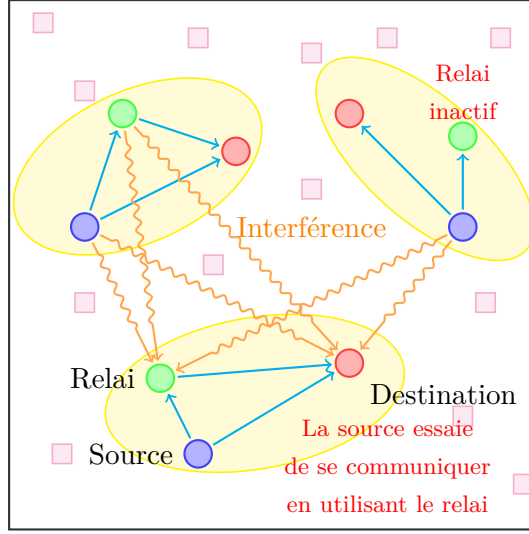 Relai
inactif
Interférence
Relai
Destination
La source essaie
Source
de se communiquer
en utilisant le relai